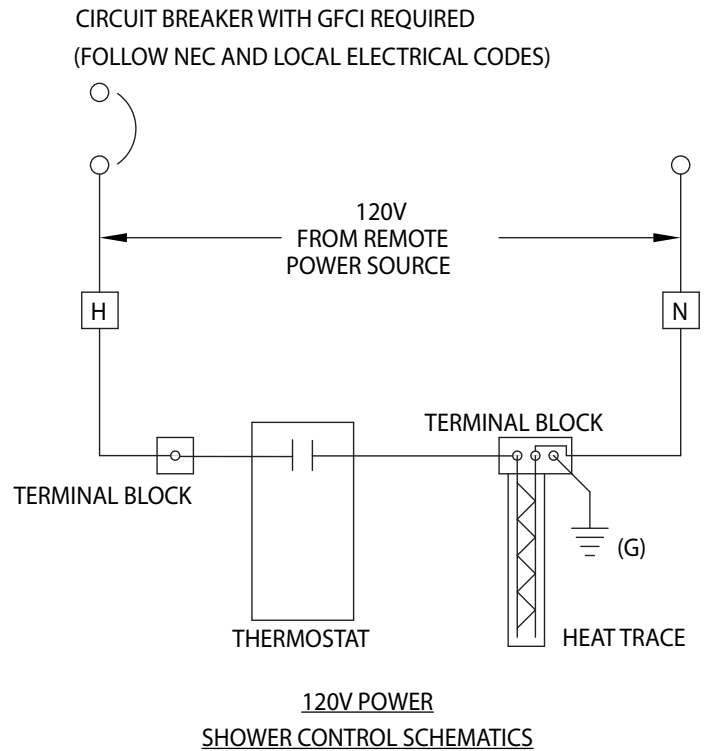 CIRCUIT BREAKER WITH GFCI REQUIRED
(FOLLOW NEC AND LOCAL ELECTRICAL CODES)
120V
FROM REMOTE
POWER SOURCE
H
N
TERMINAL BLOCK
TERMINAL BLOCK
(G)
THERMOSTAT
HEAT TRACE
120V POWER
SHOWER CONTROL SCHEMATICS